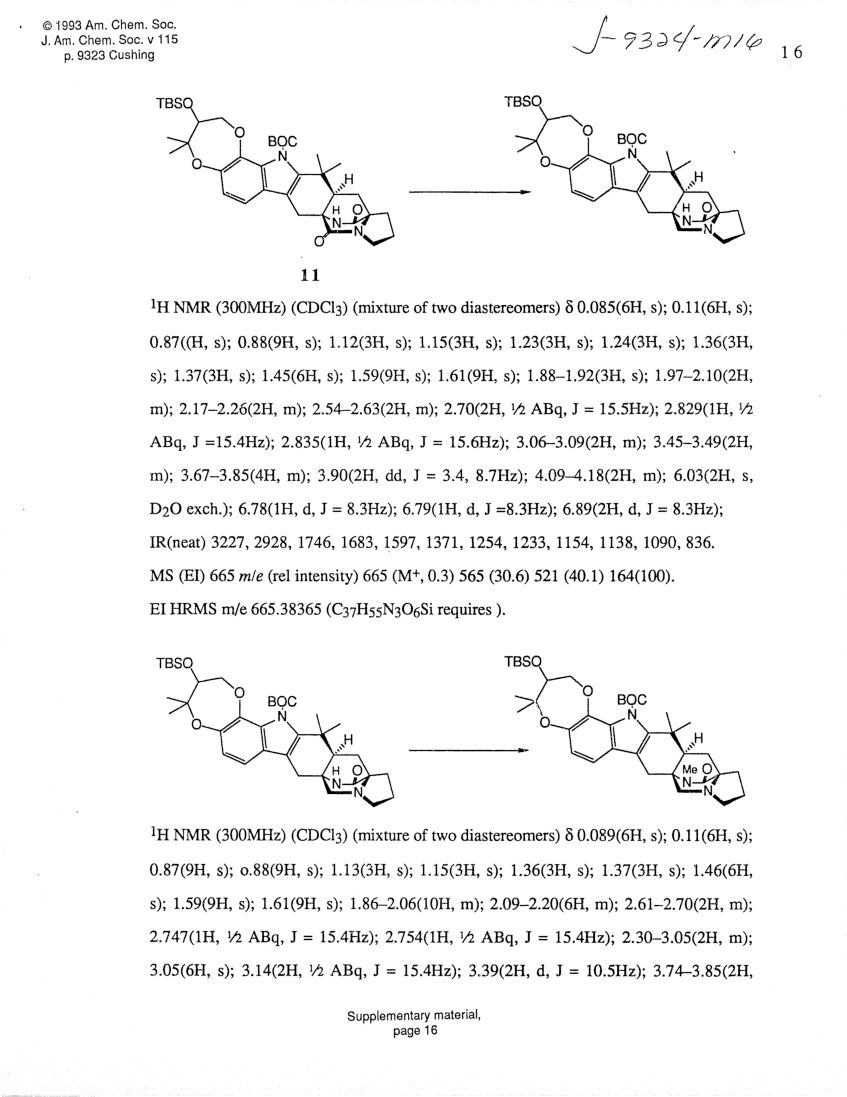 © 1993 Am. Chem. Soc.
J. Am. Chem. Soc. v 115
p. 9323 Cushing
J-9324-m16
16
TBSO
O
BOC
N
O
H
H
O
N
N
O
11
TBSO
O
BOC
N
O
H
H
O
N
N
¹H NMR (300MHz) (CDCl₃) (mixture of two diastereomers) δ 0.085(6H, s); 0.11(6H, s);
0.87((H, s); 0.88(9H, s); 1.12(3H, s); 1.15(3H, s); 1.23(3H, s); 1.24(3H, s); 1.36(3H,
s); 1.37(3H, s); 1.45(6H, s); 1.59(9H, s); 1.61(9H, s); 1.88–1.92(3H, s); 1.97–2.10(2H,
m); 2.17–2.26(2H, m); 2.54–2.63(2H, m); 2.70(2H, ½ ABq, J = 15.5Hz); 2.829(1H, ½
ABq, J =15.4Hz); 2.835(1H, ½ ABq, J = 15.6Hz); 3.06–3.09(2H, m); 3.45–3.49(2H,
m); 3.67–3.85(4H, m); 3.90(2H, dd, J = 3.4, 8.7Hz); 4.09–4.18(2H, m); 6.03(2H, s,
D₂O exch.); 6.78(1H, d, J = 8.3Hz); 6.79(1H, d, J =8.3Hz); 6.89(2H, d, J = 8.3Hz);
IR(neat) 3227, 2928, 1746, 1683, 1597, 1371, 1254, 1233, 1154, 1138, 1090, 836.
MS (EI) 665 m/e (rel intensity) 665 (M⁺, 0.3) 565 (30.6) 521 (40.1) 164(100).
EI HRMS m/e 665.38365 (C₃₇H₅₅N₃O₆Si requires ).
TBSO
O
BOC
N
O
H
H
O
N
N
TBSO
O
BOC
N
O
H
Me
O
N
N
¹H NMR (300MHz) (CDCl₃) (mixture of two diastereomers) δ 0.089(6H, s); 0.11(6H, s);
0.87(9H, s); o.88(9H, s); 1.13(3H, s); 1.15(3H, s); 1.36(3H, s); 1.37(3H, s); 1.46(6H,
s); 1.59(9H, s); 1.61(9H, s); 1.86–2.06(10H, m); 2.09–2.20(6H, m); 2.61–2.70(2H, m);
2.747(1H, ½ ABq, J = 15.4Hz); 2.754(1H, ½ ABq, J = 15.4Hz); 2.30–3.05(2H, m);
3.05(6H, s); 3.14(2H, ½ ABq, J = 15.4Hz); 3.39(2H, d, J = 10.5Hz); 3.74–3.85(2H,
Supplementary material,
page 16